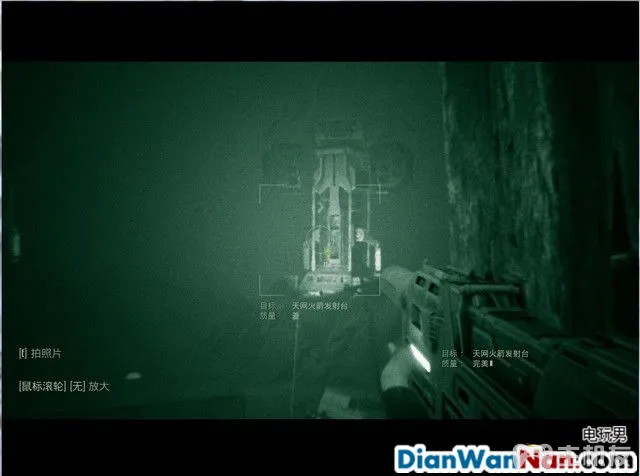 目标： 天网火箭发射台
质量： 差
目标： 天网火箭发射台
质量： 完美
[t] 拍照片
[鼠标滚轮] [无] 放大
电玩男
DianWanNan.com